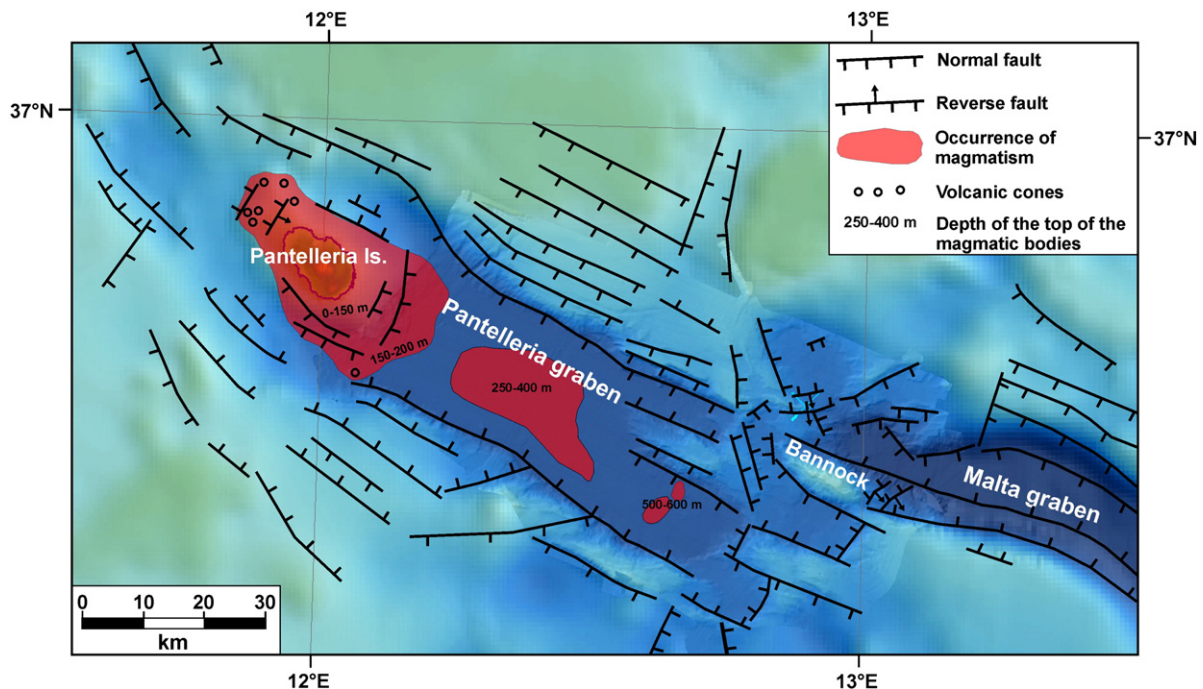 12°E
13°E
37°N
37°N
Normal fault
Reverse fault
Occurrence of
magmatism
Volcanic cones
250-400 m
Depth of the top of the
magmatic bodies
Pantelleria Is.
0-150 m
150-200 m
Pantelleria graben
250-400 m
500-600 m
Bannock
Malta graben
0 10 20 30
km
12°E
13°E